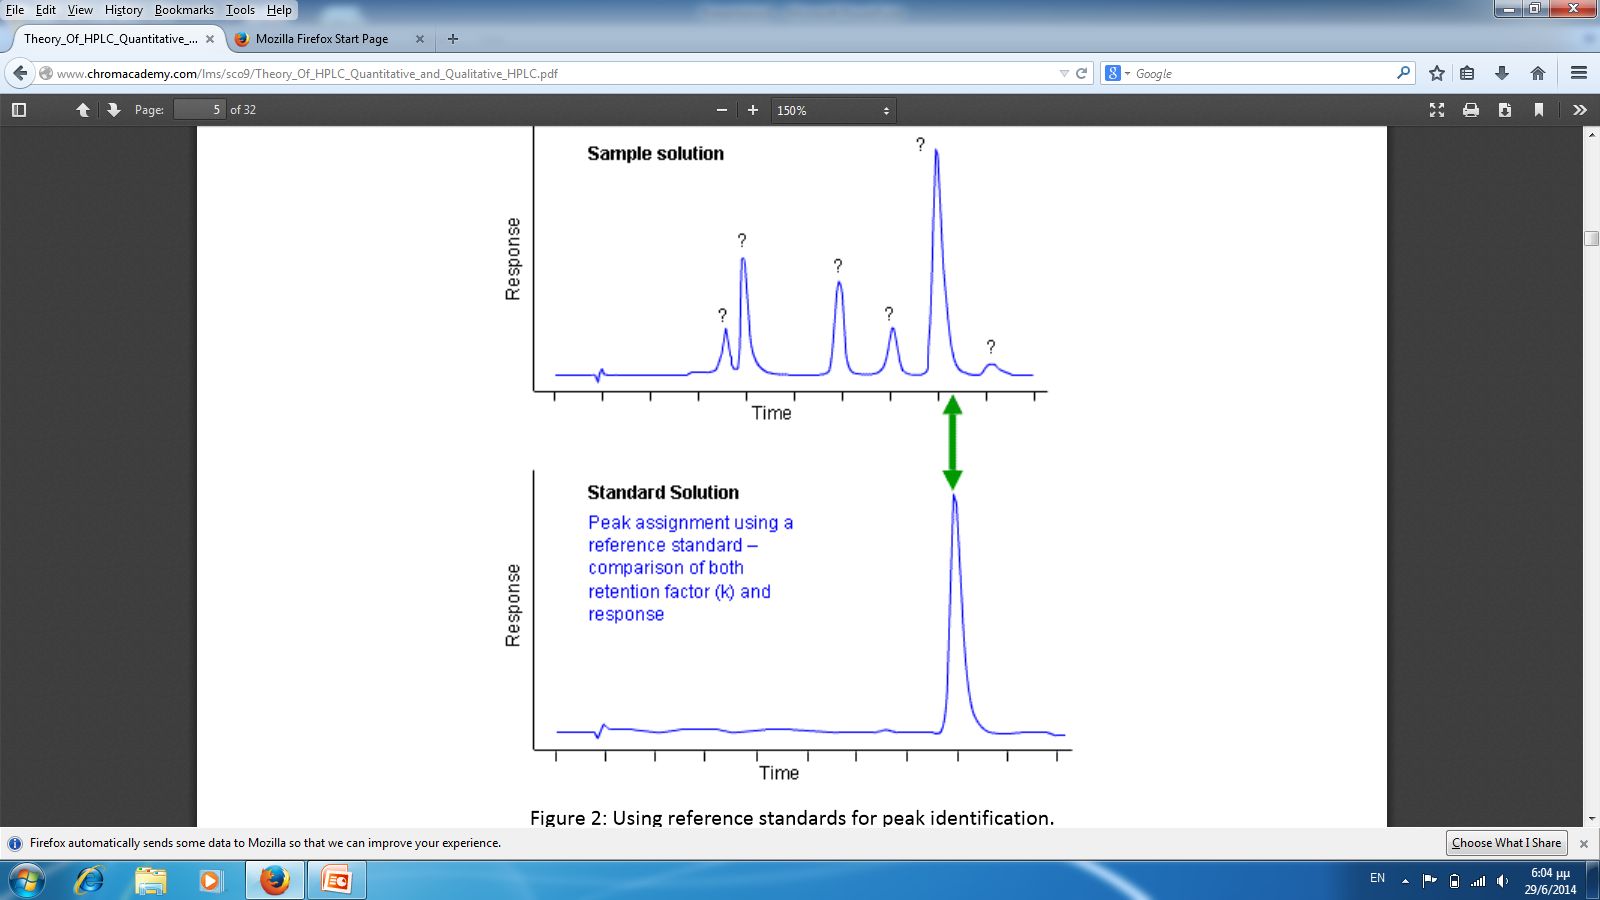 File Edit View History Bookmarks Tools Help
Theory_Of_HPLC_Quantitative_... × Mozilla Firefox Start Page ×
www.chromacademy.com/lms/sco9/Theory_Of_HPLC_Quantitative_and_Qualitative_HPLC.pdf
Google
Page: 5 of 32
150%
Sample solution
?
?
?
?
?
?
Response
Time
Standard Solution
Peak assignment using a
reference standard –
comparison of both
retention factor (k) and
response
Response
Time
Figure 2: Using reference standards for peak identification.
Firefox automatically sends some data to Mozilla so that we can improve your experience.
Choose What I Share
EN
6:04 μμ
29/6/2014